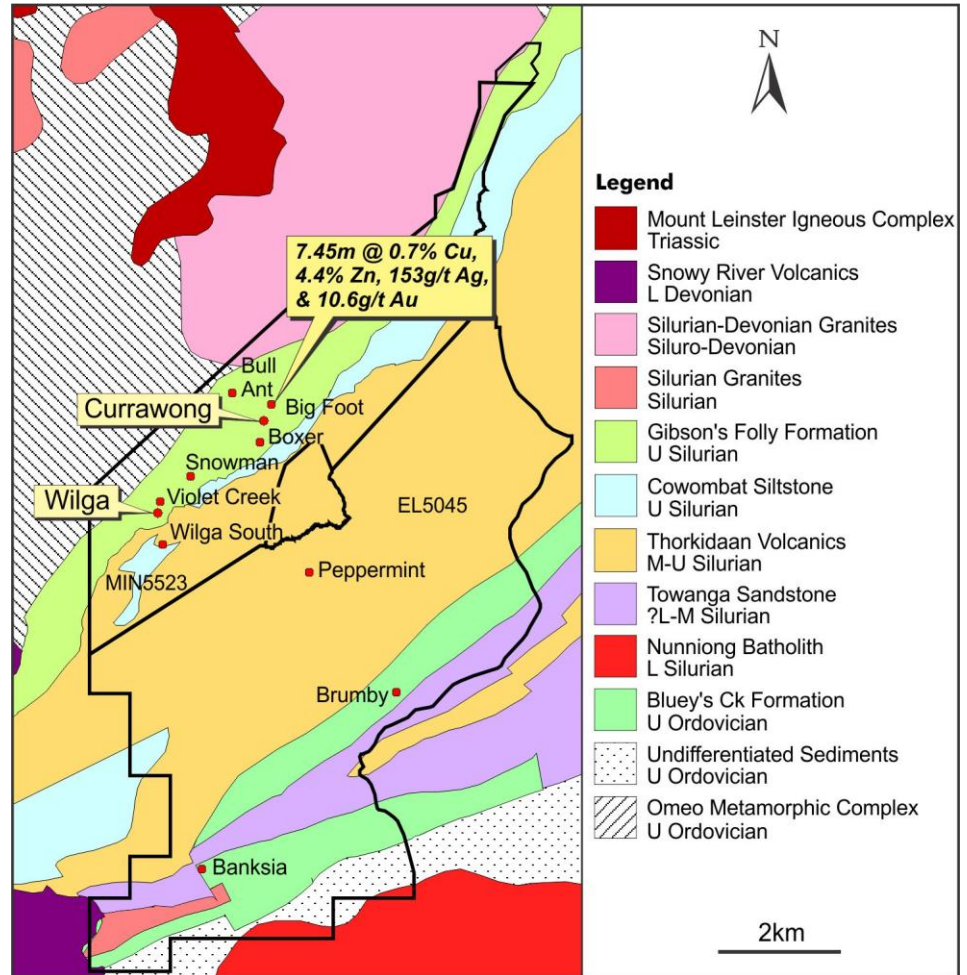 7.45m @ 0.7% Cu,
4.4% Zn, 153g/t Ag,
& 10.6g/t Au
Bull
Ant
Currawong
Big Foot
Boxer
Snowman
Wilga
Violet Creek
EL5045
Wilga South
MIN5523
Peppermint
Brumby
Banksia
N
Legend
Mount Leinster Igneous Complex
Triassic
Snowy River Volcanics
L Devonian
Silurian-Devonian Granites
Siluro-Devonian
Silurian Granites
Silurian
Gibson's Folly Formation
U Silurian
Cowombat Siltstone
U Silurian
Thorkidaan Volcanics
M-U Silurian
Towanga Sandstone
?L-M Silurian
Nunniong Batholith
L Silurian
Bluey's Ck Formation
U Ordovician
Undifferentiated Sediments
U Ordovician
Omeo Metamorphic Complex
U Ordovician
2km